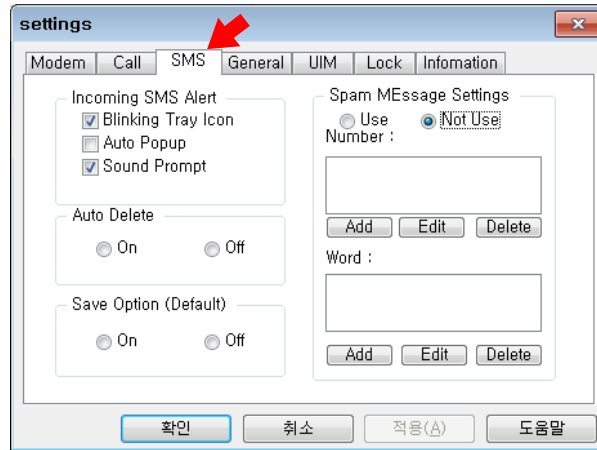 settings
Modem Call SMS General UIM Lock Infomation
Incoming SMS Alert
Blinking Tray Icon
Auto Popup
Sound Prompt
Auto Delete
On Off
Save Option (Default)
On Off
Spam MEssage Settings
Use Not Use
Number :
Add Edit Delete
Word :
Add Edit Delete
확인 취소 적용(A) 도움말